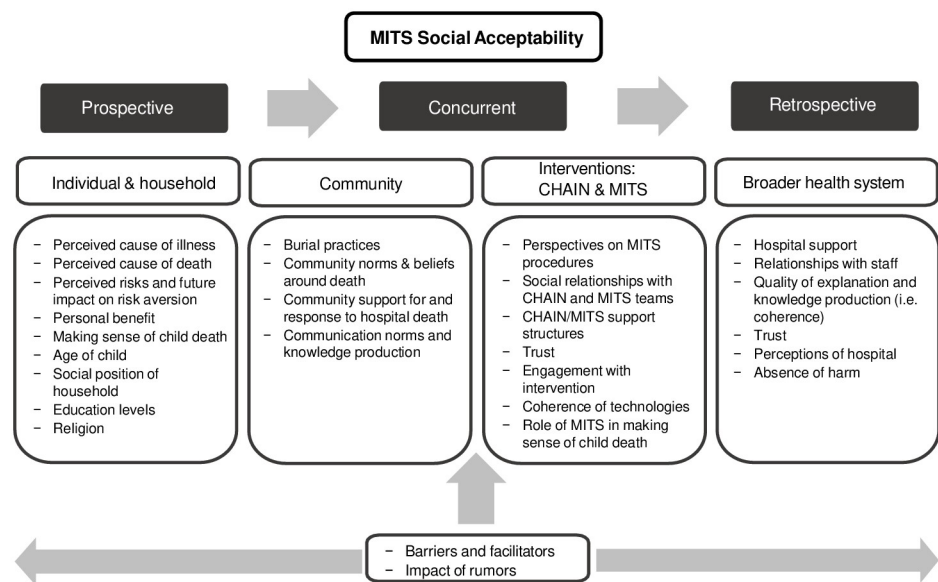 MITS Social Acceptability
Prospective
Concurrent
Retrospective
Individual & household
− Perceived cause of illness
− Perceived cause of death
− Perceived risks and future
impact on risk aversion
− Personal benefit
− Making sense of child death
− Age of child
− Social position of
household
− Education levels
− Religion
Community
− Burial practices
− Community norms & beliefs
around death
− Community support for and
response to hospital death
− Communication norms and
knowledge production
Interventions:
CHAIN & MITS
− Perspectives on MITS
procedures
− Social relationships with
CHAIN and MITS teams
− CHAIN/MITS support
structures
− Trust
− Engagement with
intervention
− Coherence of technologies
− Role of MITS in making
sense of child death
Broader health system
− Hospital support
− Relationships with staff
− Quality of explanation and
knowledge production (i.e.
coherence)
− Trust
− Perceptions of hospital
− Absence of harm
− Barriers and facilitators
− Impact of rumors